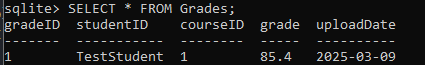 sqlite> SELECT * FROM Grades;
gradeID  studentID    courseID  grade  uploadDate
-------  -----------  --------  -----  ----------
1        TestStudent  1         85.4   2025-03-09